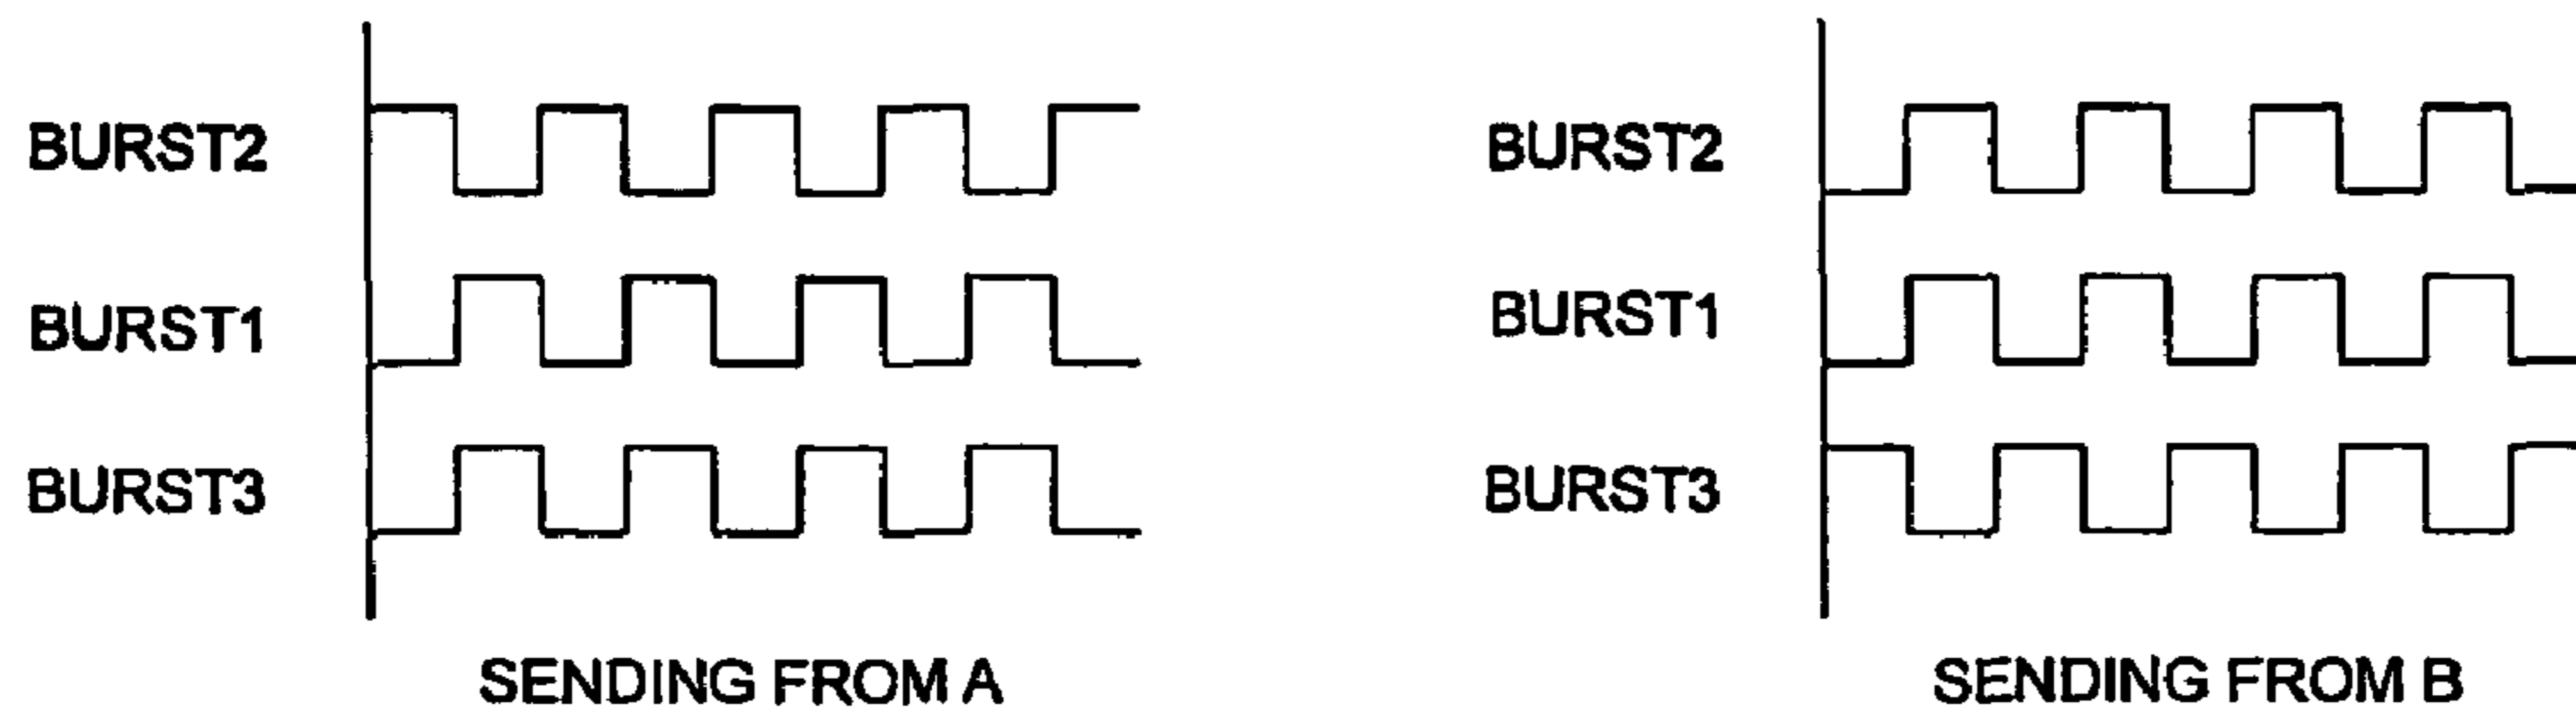 BURST2
BURST1
BURST3
SENDING FROM A
BURST2
BURST1
BURST3
SENDING FROM B